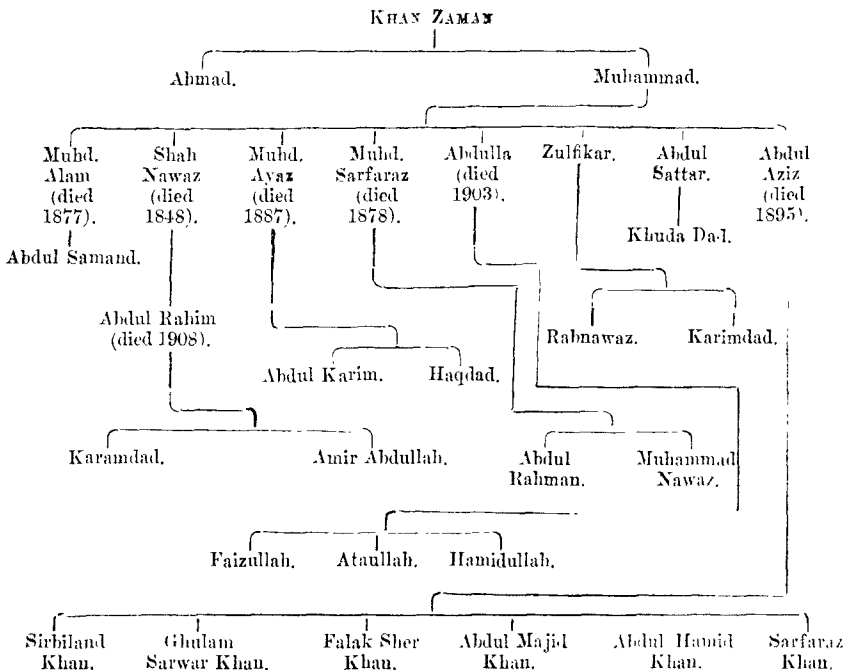 KHAN ZAMAN
Ahmad. Muhammad.
Muhd. Alam (died 1877).
Shah Nawaz (died 1848).
Muhd. Ayaz (died 1887).
Muhd. Sarfaraz (died 1878).
Abdulla (died 1903).
Zulfikar.
Abdul Sattar.
Abdul Aziz (died 1895).
Abdul Samand.
Khuda Dad.
Abdul Rahim (died 1908).
Rabnawaz. Karimdad.
Abdul Karim. Haqdad.
Karamdad. Amir Abdullah.
Abdul Rahman.
Muhammad Nawaz.
Faizullah. Ataullah. Hamidullah.
Sirbiland Khan.
Ghulam Sarwar Khan.
Falak Sher Khan.
Abdul Majid Khan.
Abdul Hamid Khan.
Sarfaraz Khan.